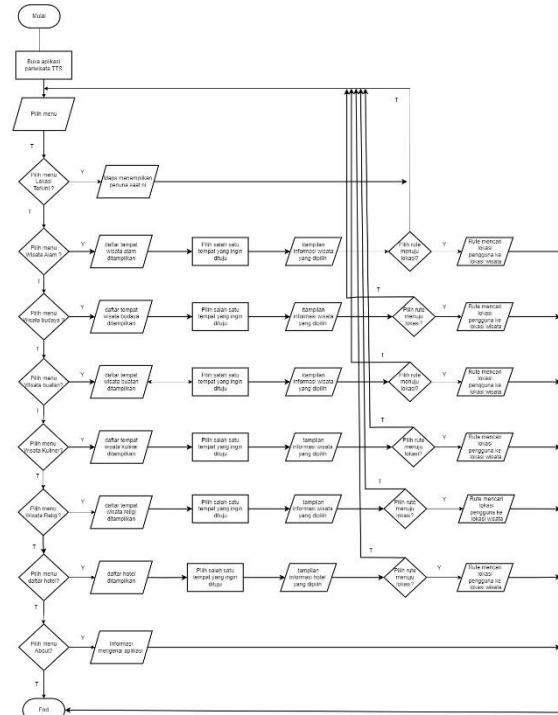 Mulai
Buka aplikasi
pariwisata TTS
Pilih menu
T
T
Pilih menu
Lokasi
Terkini ?
Y
Maps menampilkan
saat ini
T
Pilih menu
Wisata Alam ?
Y
daftar tempat
wisata alam
ditampilkan
Pilih salah satu
tempat yang ingin
dituju
tampilan
informasi wisata
yang dipilih
Pilih rute
menuju
lokasi?
Y
Rute mencari
lokasi
pengguna ke
lokasi wisata
T
Pilih menu
Wisata budaya ?
Y
daftar tempat
wisata budaya
ditampilkan
Pilih salah satu
tempat yang ingin
dituju
tampilan
informasi wisata
yang dipilih
Pilih rute
menuju
lokasi?
Y
Rute mencari
lokasi
pengguna ke
lokasi wisata
T
T
Pilih menu
Wisata buatan?
Y
daftar tempat
wisata buatan
ditampilkan
Pilih salah satu
tempat yang ingin
dituju
tampilan
informasi wisata
yang dipilih
Pilih rute
menuju
lokasi?
Y
Rute mencari
lokasi
pengguna ke
lokasi wisata
T
Pilih menu
Wisata Kuliner?
Y
daftar tempat
wisata kuliner
ditampilkan
Pilih salah satu
tempat yang ingin
dituju
tampilan
informasi wisata
yang dipilih
Pilih rute
menuju
lokasi?
Y
Rute mencari
lokasi
pengguna ke
lokasi wisata
T
T
Pilih menu
Wisata Religi?
Y
daftar tempat
wisata religi
ditampilkan
Pilih salah satu
tempat yang ingin
dituju
tampilan
informasi wisata
yang dipilih
Pilih rute
menuju
lokasi?
Y
Rute mencari
lokasi
pengguna ke
lokasi wisata
T
T
Pilih menu
daftar hotel?
Y
daftar hotel
ditampilkan
Pilih salah satu
tempat yang ingin
dituju
tampilan
informasi hotel
yang dipilih
Pilih rute
menuju
lokasi?
Y
Rute mencari
lokasi
pengguna ke
lokasi wisata
T
Pilih menu
About?
Y
Informasi
mengenai aplikasi
T
End